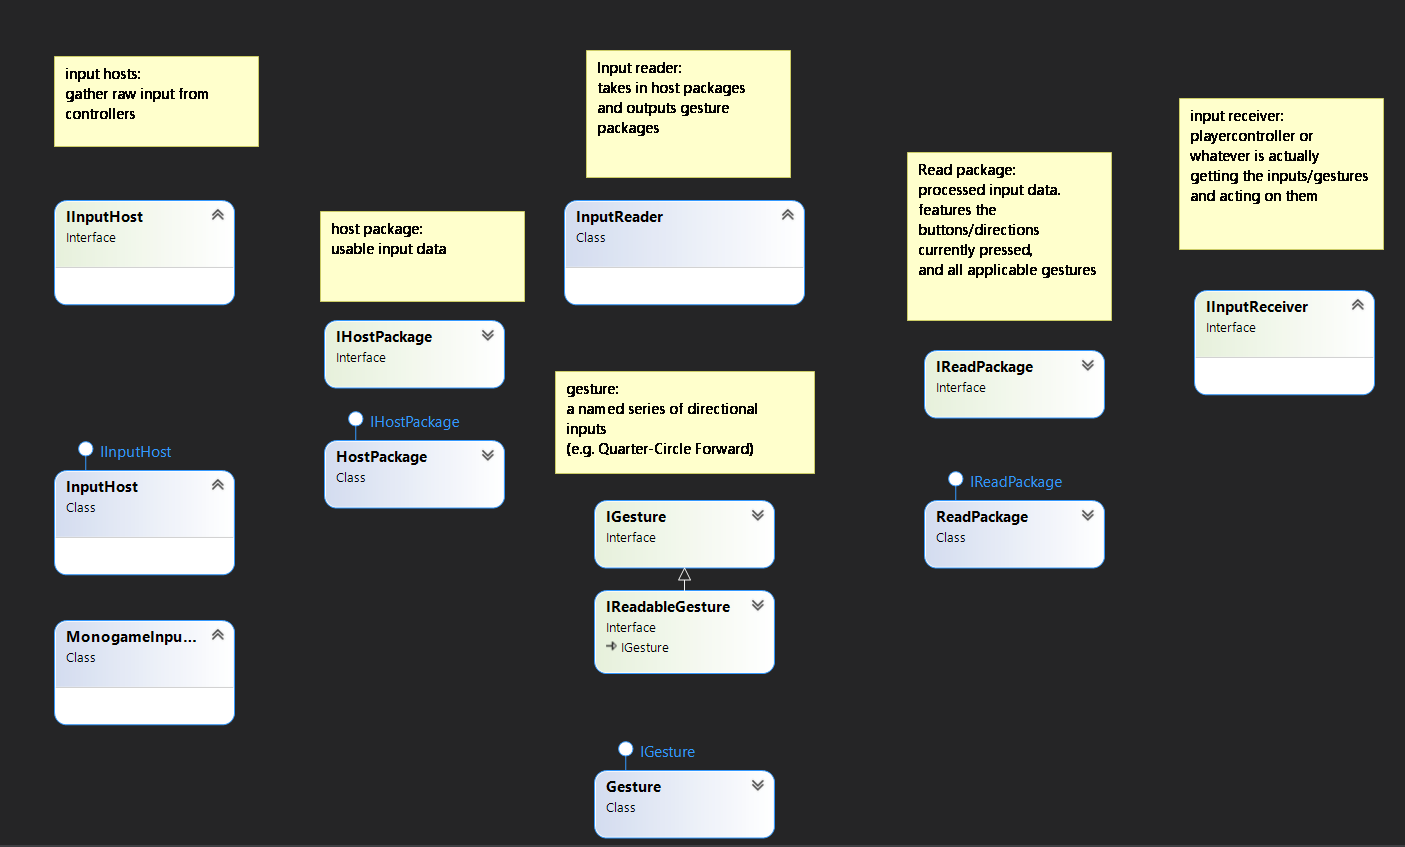 input hosts:
gather raw input from
controllers
IInputHost
Interface
IInputHost
InputHost
Class
MonogameInpu...
Class
host package:
usable input data
IHostPackage
Interface
IHostPackage
HostPackage
Class
Input reader:
takes in host packages
and outputs gesture
packages
InputReader
Class
gesture:
a named series of directional
inputs
(e.g. Quarter-Circle Forward)
IGesture
Interface
IReadableGesture
Interface
IGesture
IGesture
Gesture
Class
Read package:
processed input data.
features the
buttons/directions
currently pressed,
and all applicable gestures
IReadPackage
Interface
IReadPackage
ReadPackage
Class
input receiver:
playercontroller or
whatever is actually
getting the inputs/gestures
and acting on them
IInputReceiver
Interface